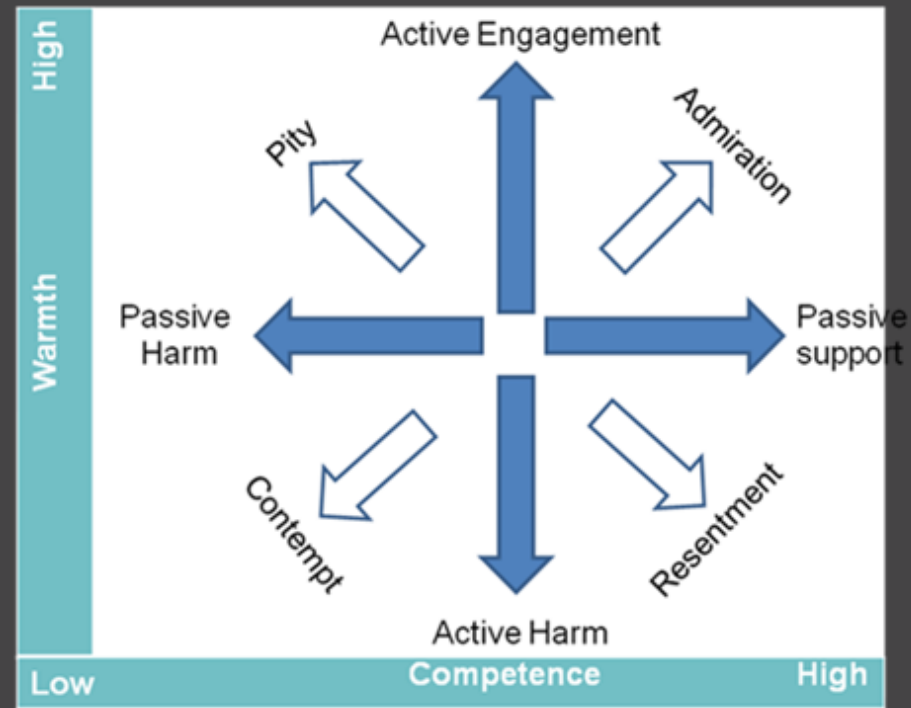 High
Active Engagement
Pity
Admiration
Warmth
Passive
Harm
Passive
support
Contempt
Resentment
Active Harm
Low
Competence
High